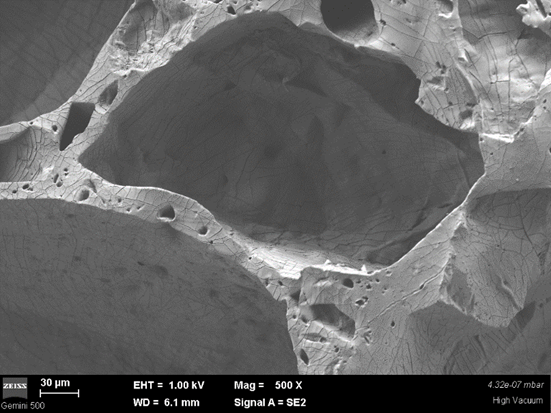 ZEISS
Gemini 500
30 µm
EHT = 1.00 kV
WD = 6.1 mm
Mag = 500 X
Signal A = SE2
4.32e-07 mbar
High Vacuum